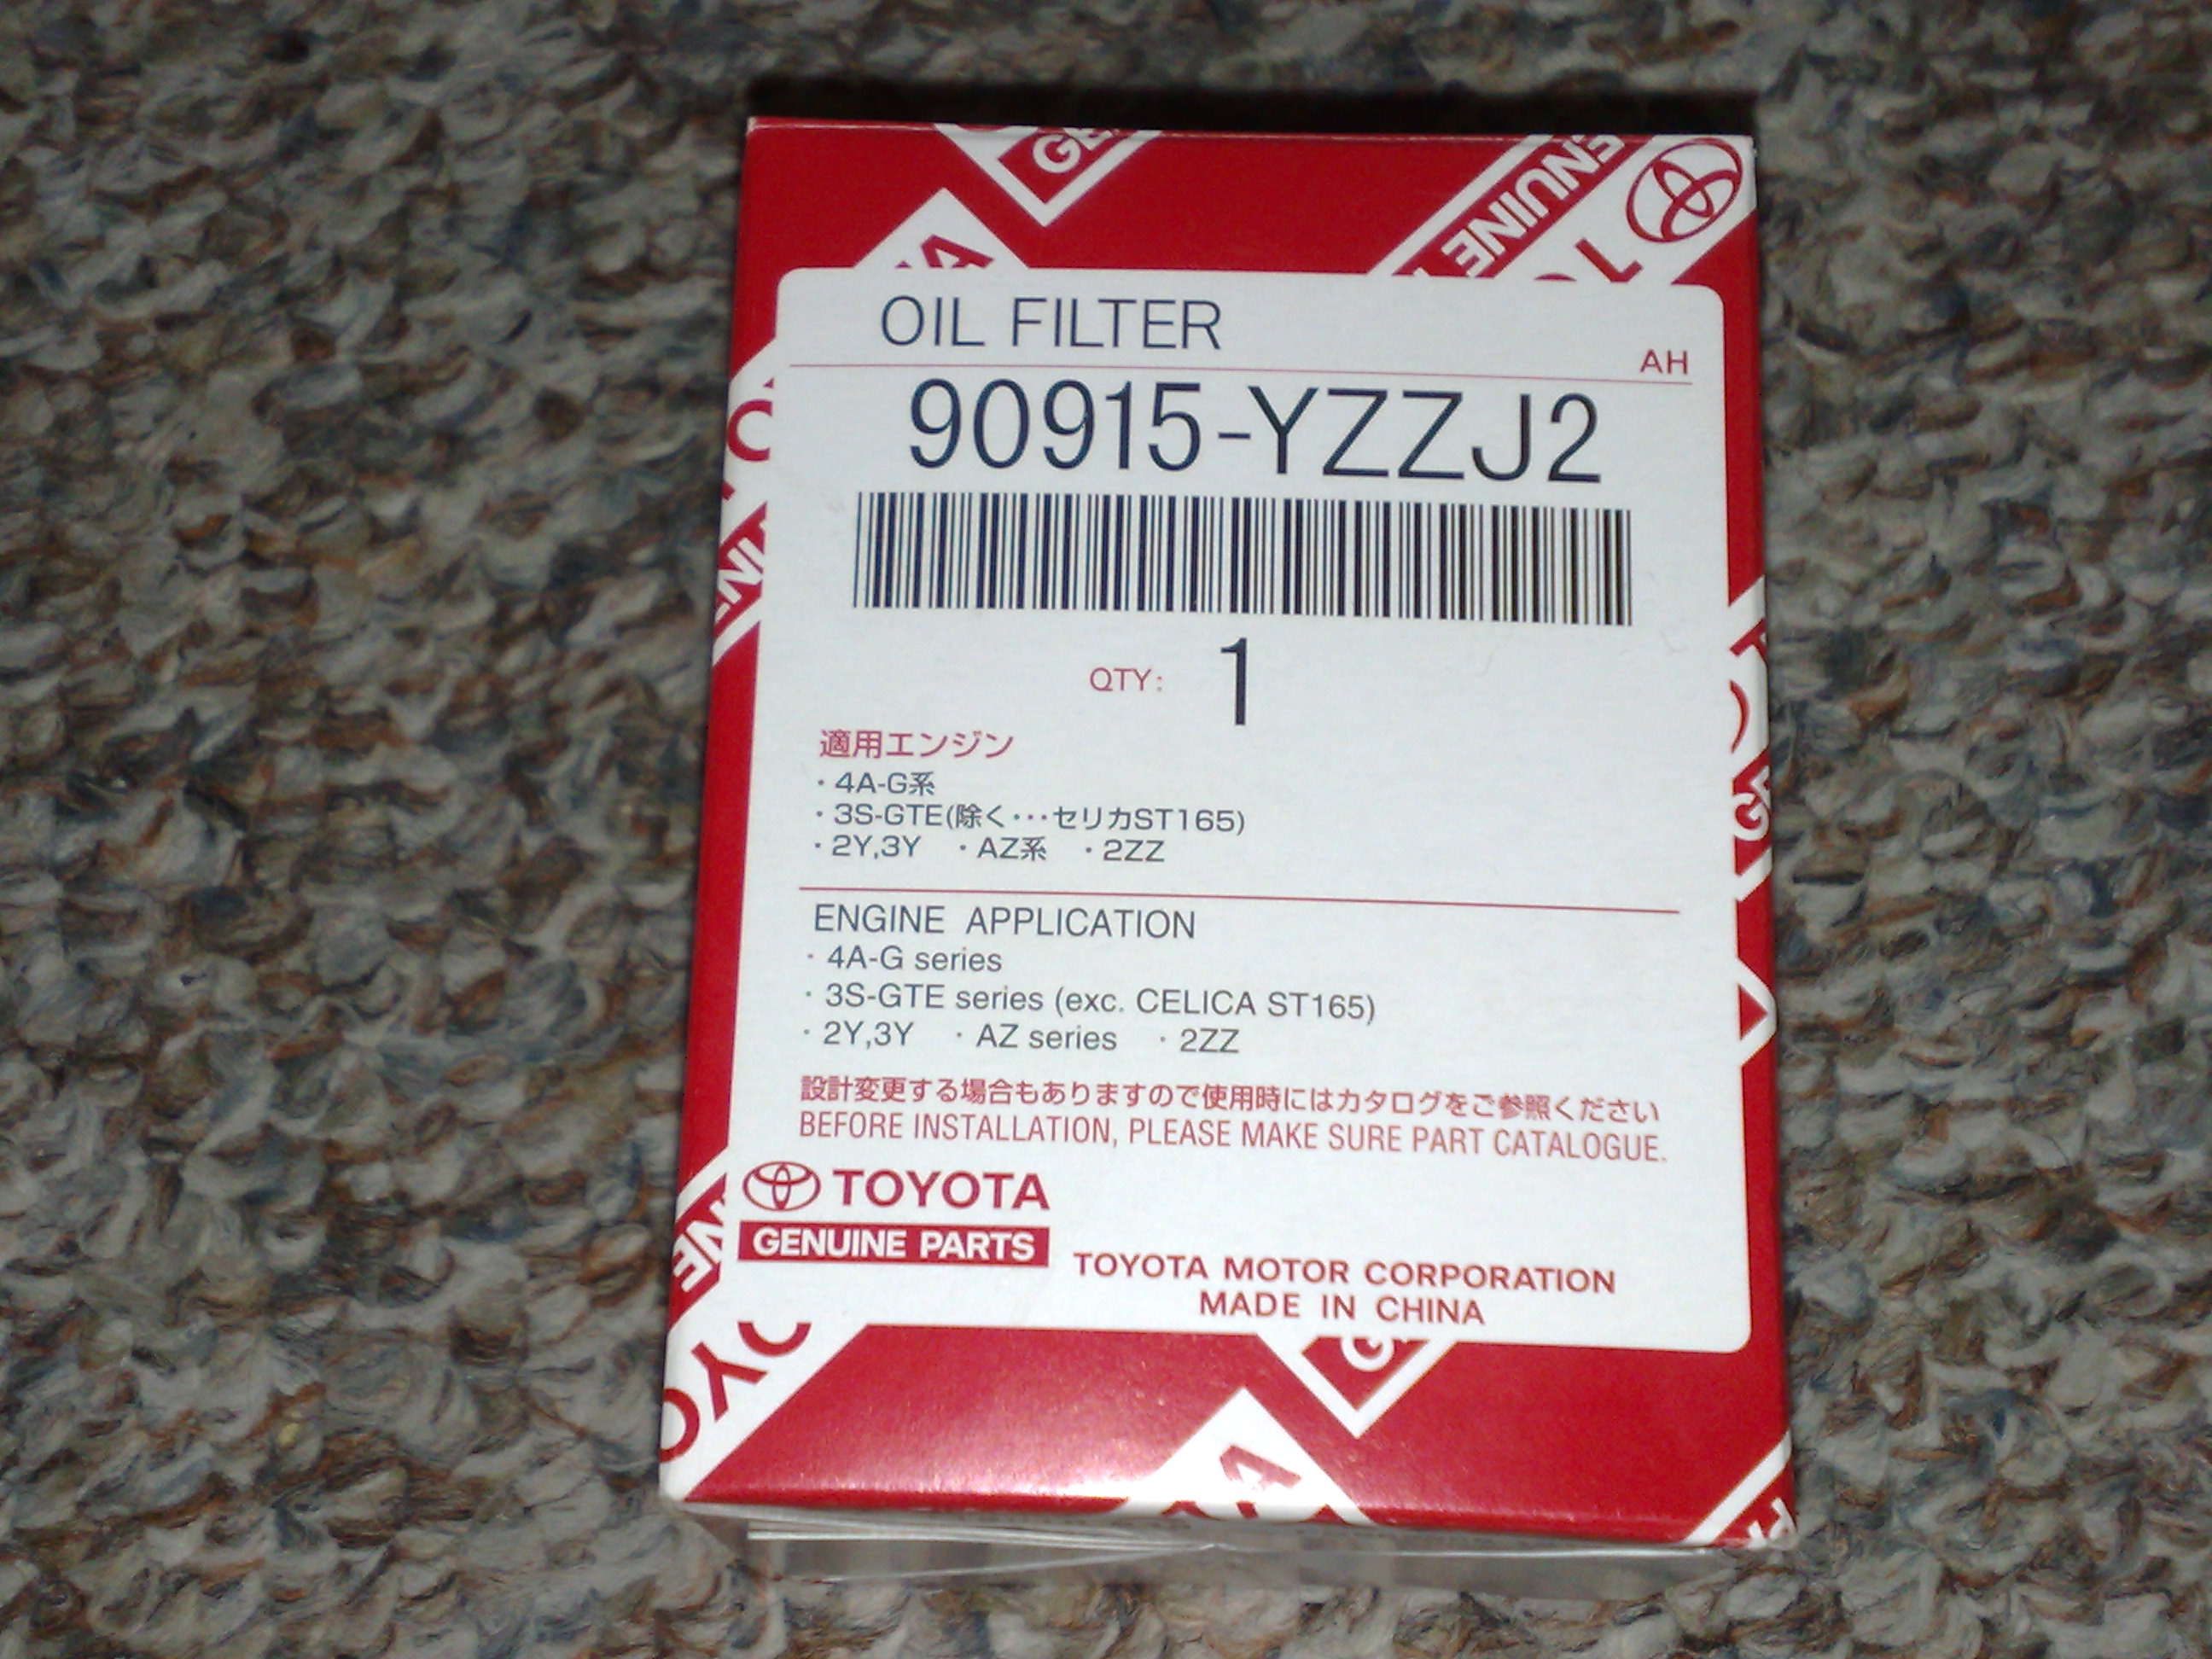 GE
ENUINE
TO
YA
OIL FILTER
AH
90915-YZZJ2
QTY: 1
適用エンジン
・4A-G系
・3S-GTE(除く・・・セリカST165)
・2Y,3Y ・AZ系 ・2ZZ
ENGINE APPLICATION
・4A-G series
・3S-GTE series (exc. CELICA ST165)
・2Y,3Y ・AZ series ・2ZZ
設計変更する場合もありますので使用時にはカタログをご参照ください
BEFORE INSTALLATION, PLEASE MAKE SURE PART CATALOGUE.
TOYOTA
GENUINE PARTS
TOYOTA MOTOR CORPORATION
MADE IN CHINA
OYO